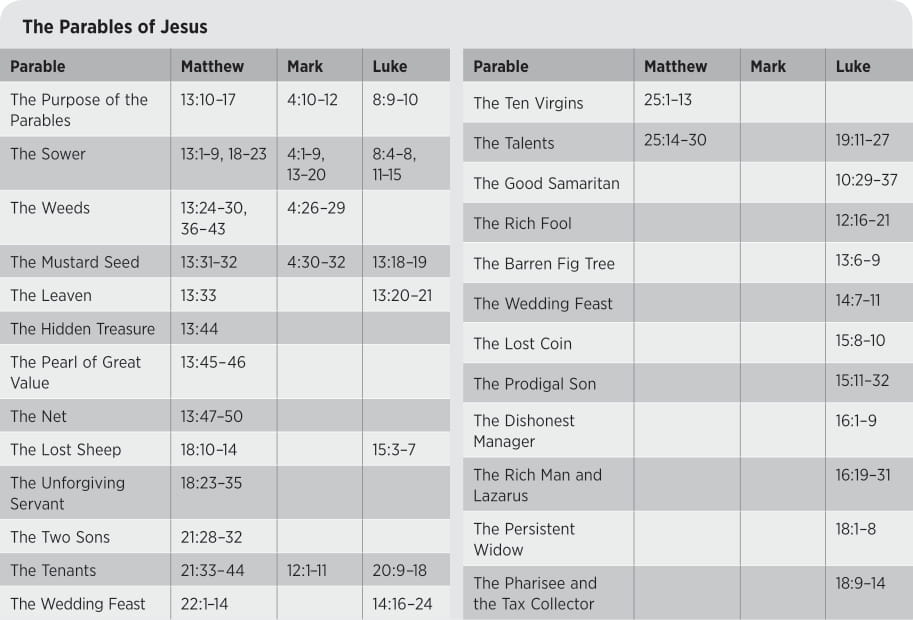 The Parables of Jesus
Parable Matthew Mark Luke
The Purpose of the 13:10–17 4:10–12 8:9–10
Parables
The Sower 13:1–9, 18–23 4:1–9, 8:4–8,
13–20 11–15
The Weeds 13:24–30, 4:26–29
36–43
The Mustard Seed 13:31–32 4:30–32 13:18–19
The Leaven 13:33 13:20–21
The Hidden Treasure 13:44
The Pearl of Great 13:45–46
Value
The Net 13:47–50
The Lost Sheep 18:10–14 15:3–7
The Unforgiving 18:23–35
Servant
The Two Sons 21:28–32
The Tenants 21:33–44 12:1–11 20:9–18
The Wedding Feast 22:1–14 14:16–24
Parable Matthew Mark Luke
The Ten Virgins 25:1–13
The Talents 25:14–30 19:11–27
The Good Samaritan 10:29–37
The Rich Fool 12:16–21
The Barren Fig Tree 13:6–9
The Wedding Feast 14:7–11
The Lost Coin 15:8–10
The Prodigal Son 15:11–32
The Dishonest 16:1–9
Manager
The Rich Man and 16:19–31
Lazarus
The Persistent 18:1–8
Widow
The Pharisee and 18:9–14
the Tax Collector